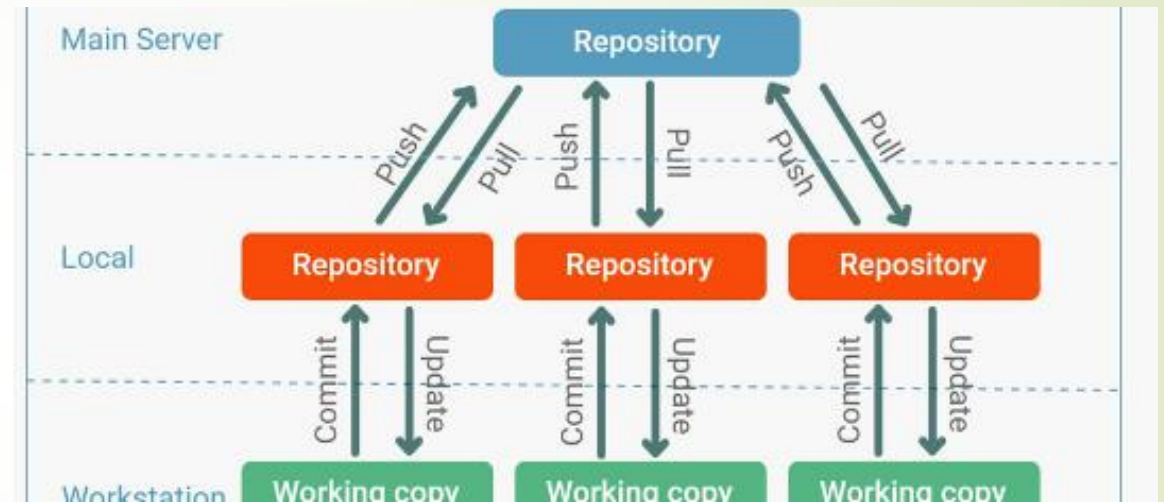 Main Server
Repository
Push
Pull
Push
Pull
Push
Pull
Local
Repository
Repository
Repository
Commit
Update
Commit
Update
Commit
Update
Workstation
Working copy
Working copy
Working copy